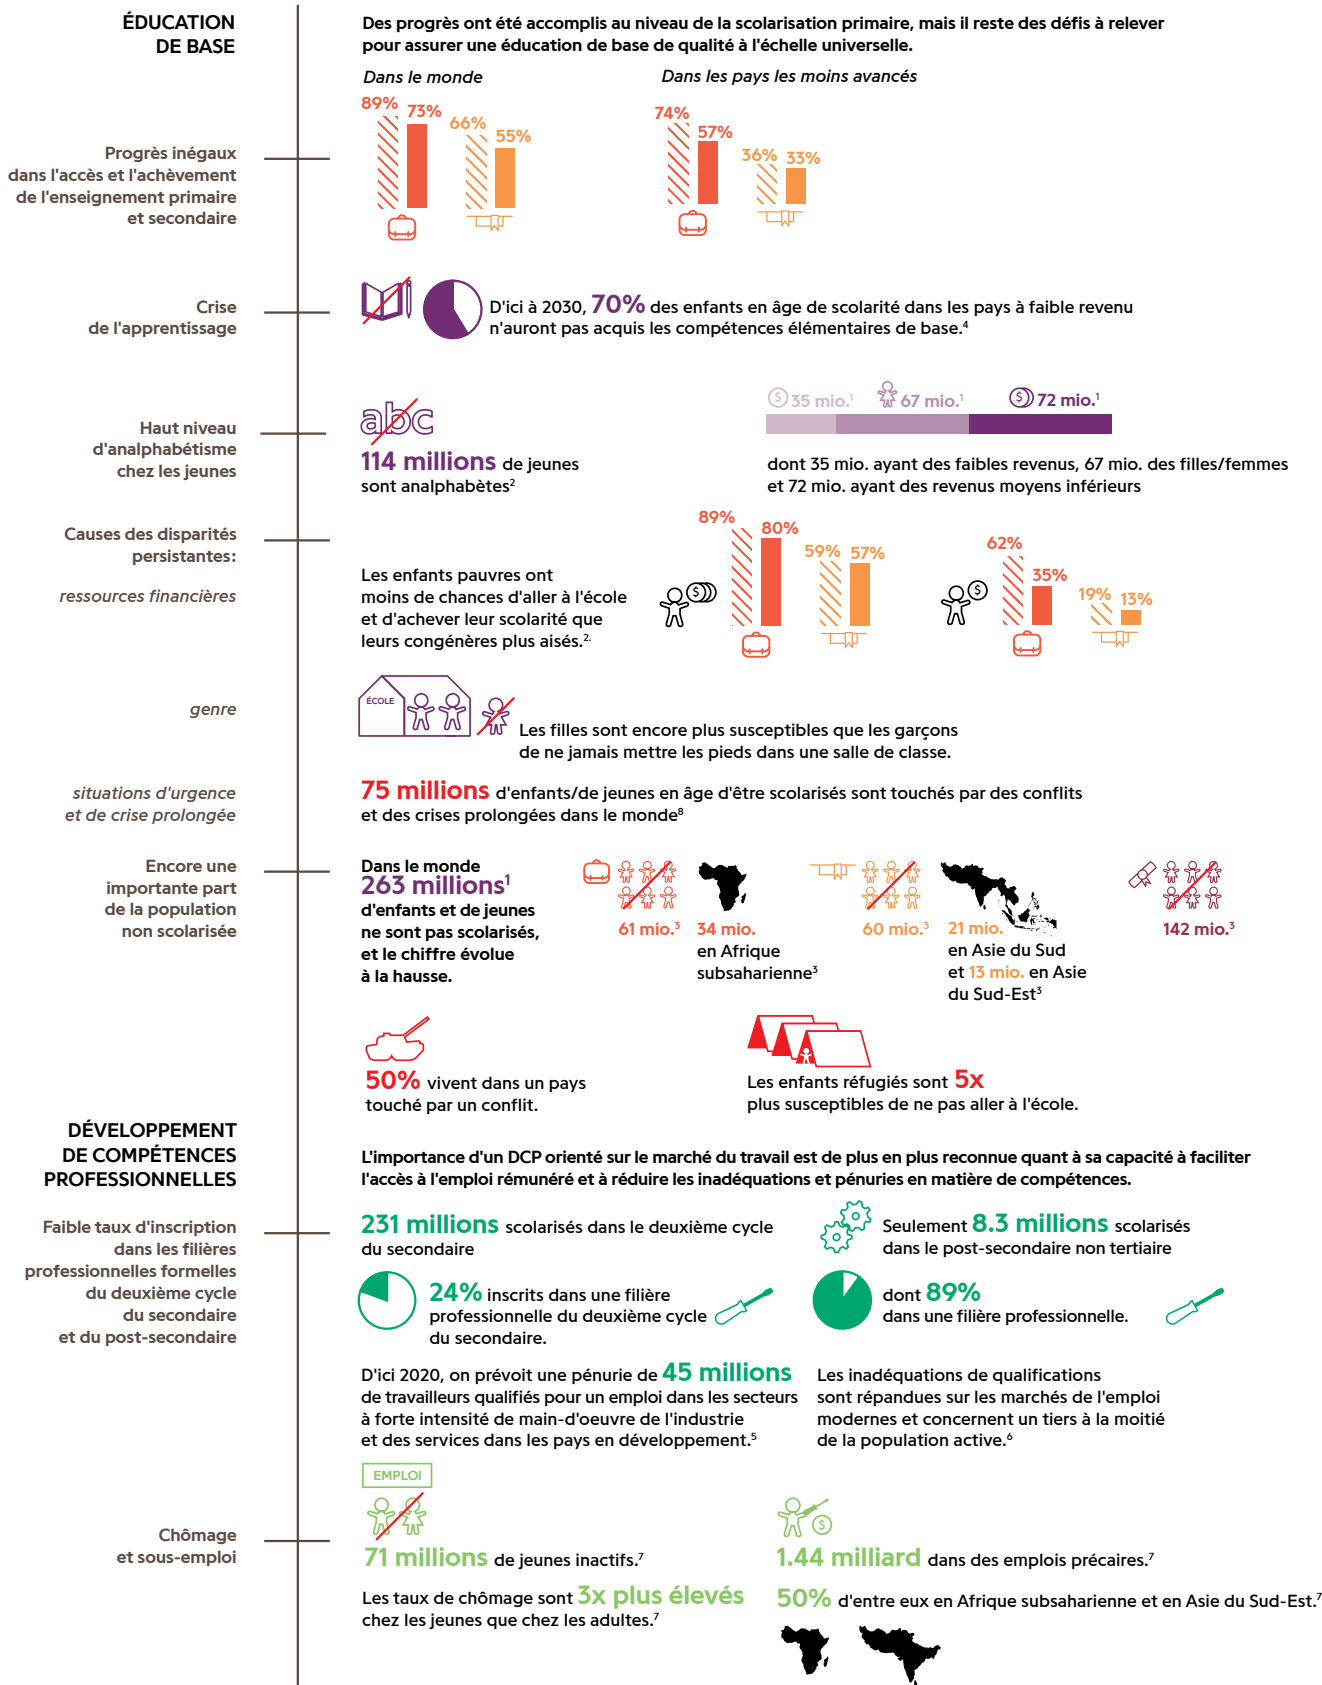 ÉDUCATION
DE BASE
Des progrès ont été accomplis au niveau de la scolarisation primaire, mais il reste des défis à relever
pour assurer une éducation de base de qualité à l'échelle universelle.
Dans le monde
Dans les pays les moins avancés
89% 73% 66% 55%
74% 57% 36% 33%
Progrès inégaux
dans l'accès et l'achèvement
de l'enseignement primaire
et secondaire
Crise
de l'apprentissage
D'ici à 2030, 70% des enfants en âge de scolarité dans les pays à faible revenu
n'auront pas acquis les compétences élémentaires de base.⁴
Haut niveau
d'analphabétisme
chez les jeunes
abc
114 millions de jeunes
sont analphabètes²
$ 35 mio.¹ 67 mio.¹ $ 72 mio.¹
dont 35 mio. ayant des faibles revenus, 67 mio. des filles/femmes
et 72 mio. ayant des revenus moyens inférieurs
Causes des disparités
persistantes:
ressources financières
Les enfants pauvres ont
moins de chances d'aller à l'école
et d'achever leur scolarité que
leurs congénères plus aisés.²·
$ 89% 80% 59% 57%
$ 62% 35% 19% 13%
genre
ÉCOLE
Les filles sont encore plus susceptibles que les garçons
de ne jamais mettre les pieds dans une salle de classe.
situations d'urgence
et de crise prolongée
75 millions d'enfants/de jeunes en âge d'être scolarisés sont touchés par des conflits
et des crises prolongées dans le monde⁸
Encore une
importante part
de la population
non scolarisée
Dans le monde
263 millions¹
d'enfants et de jeunes
ne sont pas scolarisés,
et le chiffre évolue
à la hausse.
61 mio.³
34 mio.
en Afrique
subsaharienne³
60 mio.³
21 mio.
en Asie du Sud
et 13 mio. en Asie
du Sud-Est³
142 mio.³
50% vivent dans un pays
touché par un conflit.
Les enfants réfugiés sont 5x
plus susceptibles de ne pas aller à l'école.
DÉVELOPPEMENT
DE COMPÉTENCES
PROFESSIONNELLES
L'importance d'un DCP orienté sur le marché du travail est de plus en plus reconnue quant à sa capacité à faciliter
l'accès à l'emploi rémunéré et à réduire les inadéquations et pénuries en matière de compétences.
Faible taux d'inscription
dans les filières
professionnelles formelles
du deuxième cycle
du secondaire
et du post-secondaire
231 millions scolarisés dans le deuxième cycle
du secondaire
Seulement 8.3 millions scolarisés
dans le post-secondaire non tertiaire
24% inscrits dans une filière
professionnelle du deuxième cycle
du secondaire.
dont 89%
dans une filière professionnelle.
D'ici 2020, on prévoit une pénurie de 45 millions
de travailleurs qualifiés pour un emploi dans les secteurs
à forte intensité de main-d'oeuvre de l'industrie
et des services dans les pays en développement.⁵
Les inadéquations de qualifications
sont répandues sur les marchés de l'emploi
modernes et concernent un tiers à la moitié
de la population active.⁶
Chômage
et sous-emploi
EMPLOI
71 millions de jeunes inactifs.⁷
Les taux de chômage sont 3x plus élevés
chez les jeunes que chez les adultes.⁷
$
1.44 milliard dans des emplois précaires.⁷
50% d'entre eux en Afrique subsaharienne et en Asie du Sud-Est.⁷